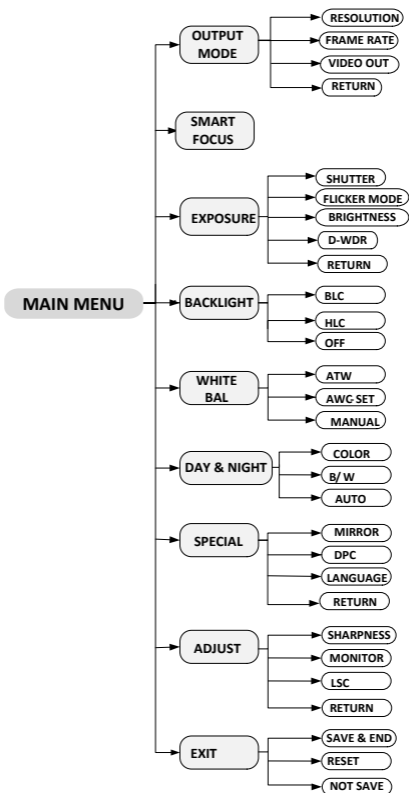 MAIN MENU
OUTPUT
MODE
RESOLUTION
FRAME RATE
VIDEO OUT
RETURN
SMART
FOCUS
EXPOSURE
SHUTTER
FLICKER MODE
BRIGHTNESS
D-WDR
RETURN
BACKLIGHT
BLC
HLC
OFF
WHITE
BAL
ATW
AWC-SET
MANUAL
DAY & NIGHT
COLOR
B/ W
AUTO
SPECIAL
MIRROR
DPC
LANGUAGE
RETURN
ADJUST
SHARPNESS
MONITOR
LSC
RETURN
EXIT
SAVE & END
RESET
NOT SAVE